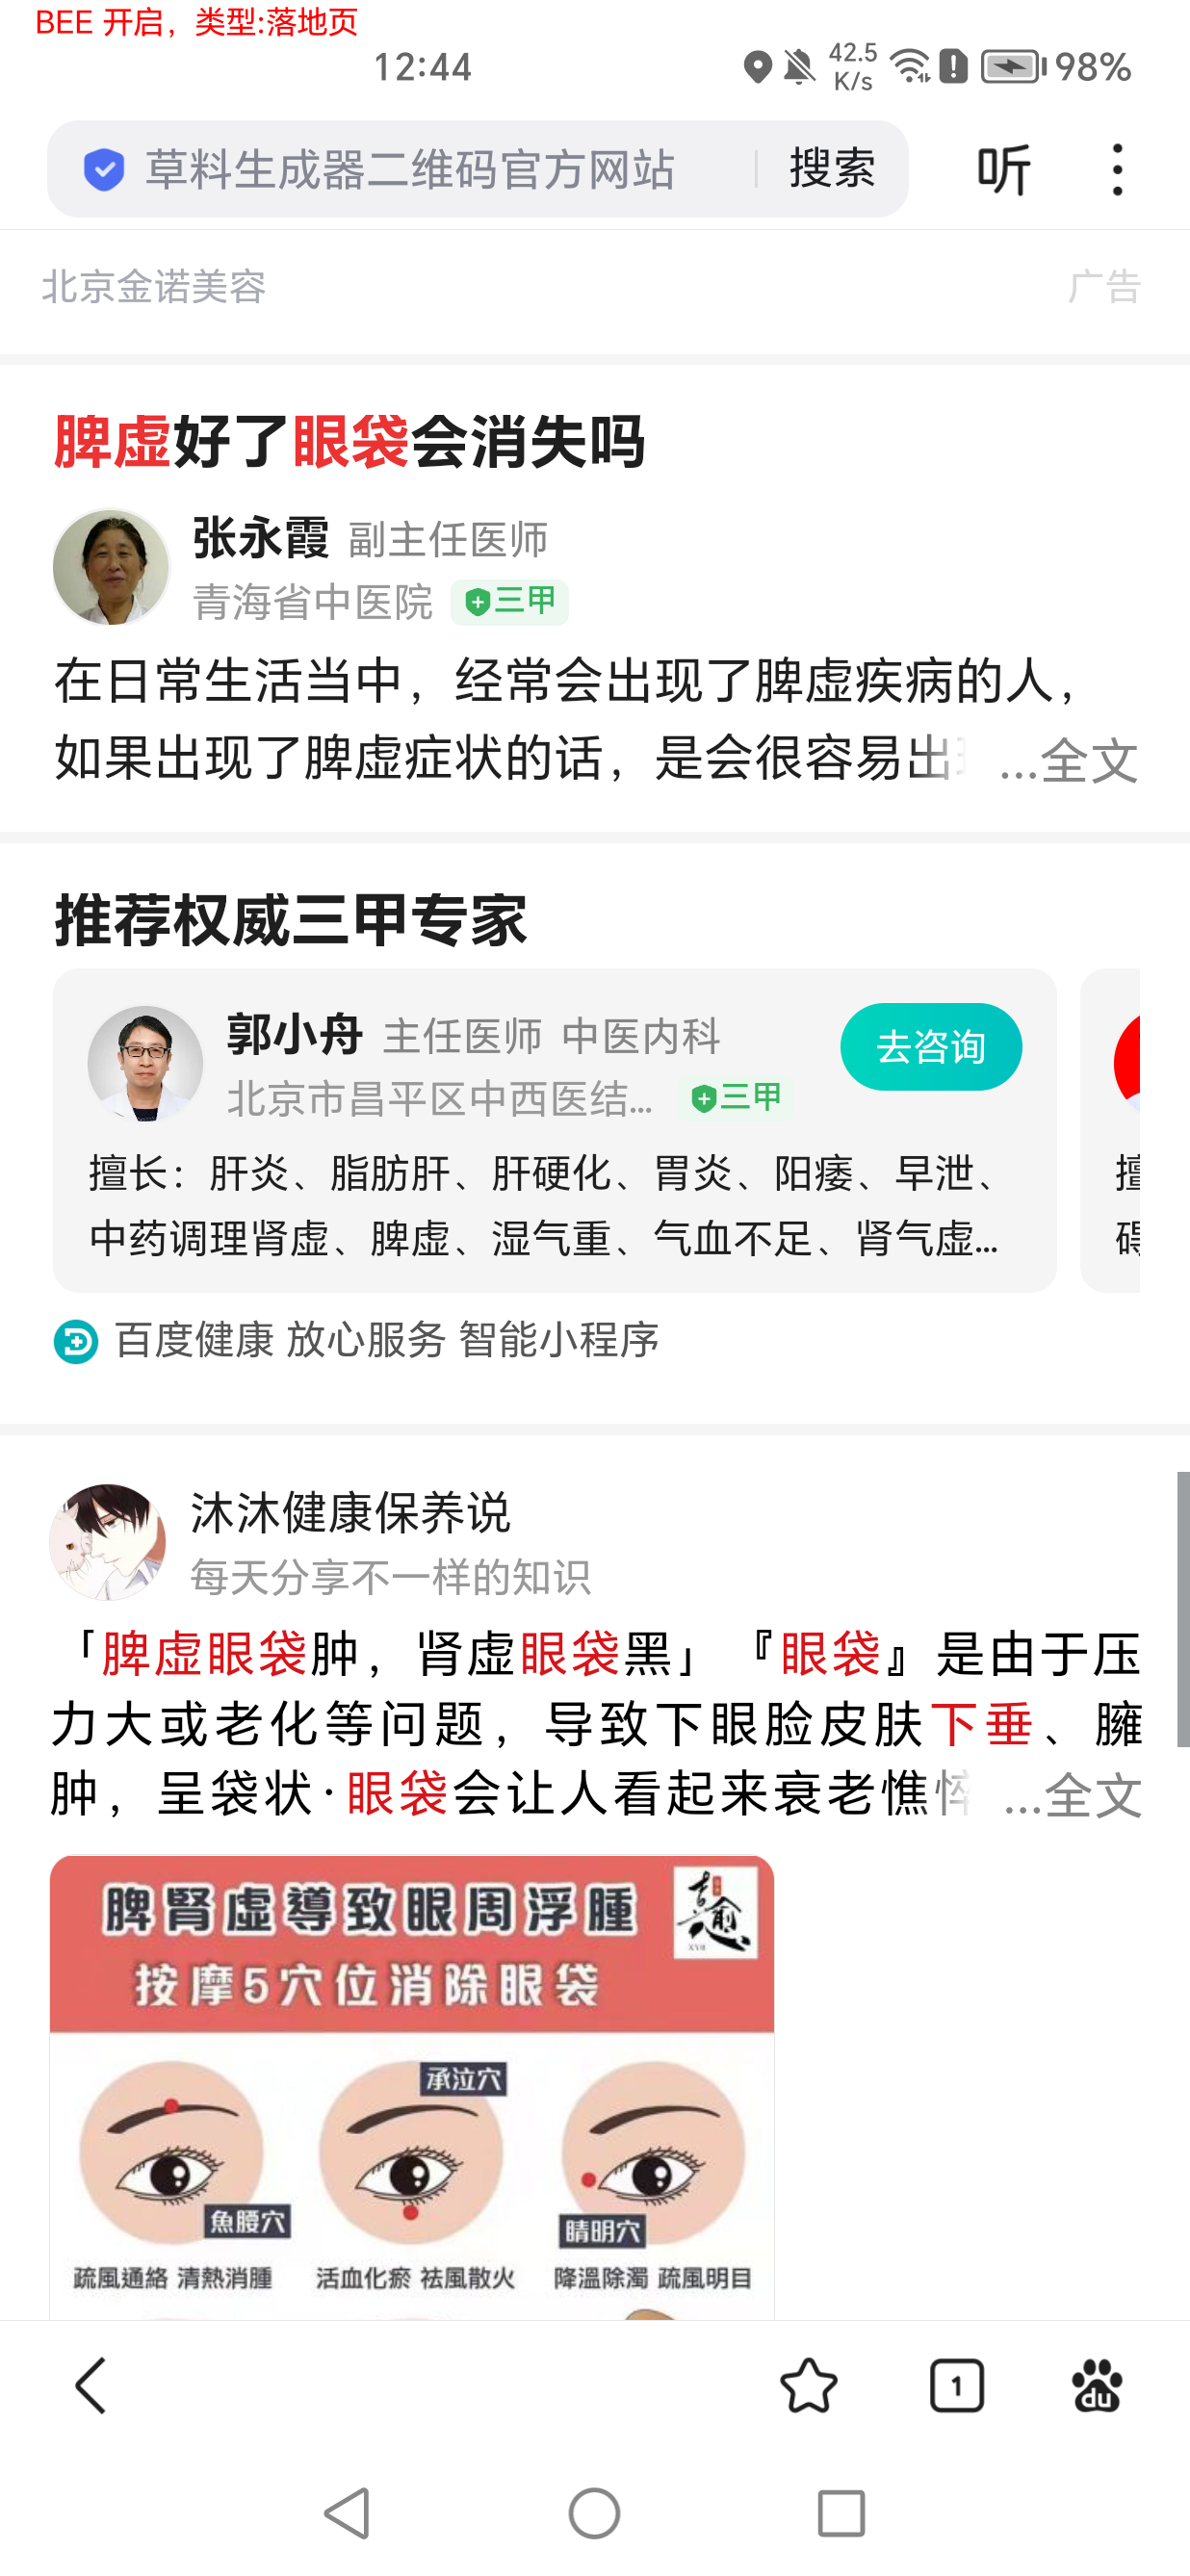 BEE 开启，类型:落地页
12:44
42.5
K/s
98%
草料生成器二维码官方网站
搜索
听
北京金诺美容
广告
脾虚好了眼袋会消失吗
张永霞 副主任医师
青海省中医院 三甲
在日常生活当中，经常会出现了脾虚疾病的人，
如果出现了脾虚症状的话，是会很容易出 ...全文
推荐权威三甲专家
郭小舟 主任医师 中医内科
去咨询
北京市昌平区中西医结... 三甲
擅长：肝炎、脂肪肝、肝硬化、胃炎、阳痿、早泄、
中药调理肾虚、脾虚、湿气重、气血不足、肾气虚...
百度健康 放心服务 智能小程序
沐沐健康保养说
每天分享不一样的知识
「脾虚眼袋肿，肾虚眼袋黑」『眼袋』是由于压
力大或老化等问题，导致下眼脸皮肤下垂、臃
肿，呈袋状·眼袋会让人看起来衰老憔悴 ...全文
脾腎虛導致眼周浮腫
按摩5穴位消除眼袋
承泣穴
魚腰穴
睛明穴
疏風通絡 清熱消腫
活血化瘀 祛風散火
降溫除濁 疏風明目
1
du